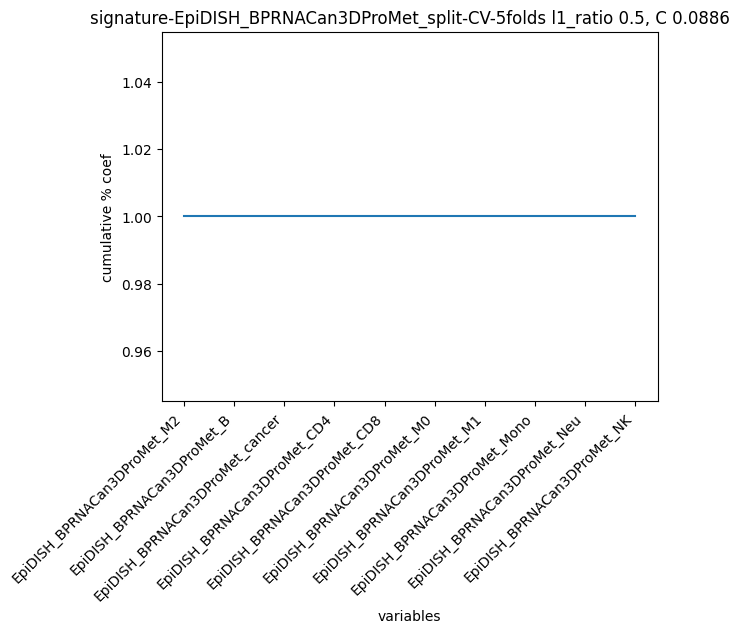 signature-EpiDISH_BPRNACan3DProMet_split-CV-5folds l1_ratio 0.5, C 0.0886
1.04
1.02
1.00
0.98
0.96
cumulative % coef
EpiDISH_BPRNACan3DProMet_M2
EpiDISH_BPRNACan3DProMet_B
EpiDISH_BPRNACan3DProMet_cancer
EpiDISH_BPRNACan3DProMet_CD4
EpiDISH_BPRNACan3DProMet_CD8
EpiDISH_BPRNACan3DProMet_M0
EpiDISH_BPRNACan3DProMet_M1
EpiDISH_BPRNACan3DProMet_Mono
EpiDISH_BPRNACan3DProMet_Neu
EpiDISH_BPRNACan3DProMet_NK
variables